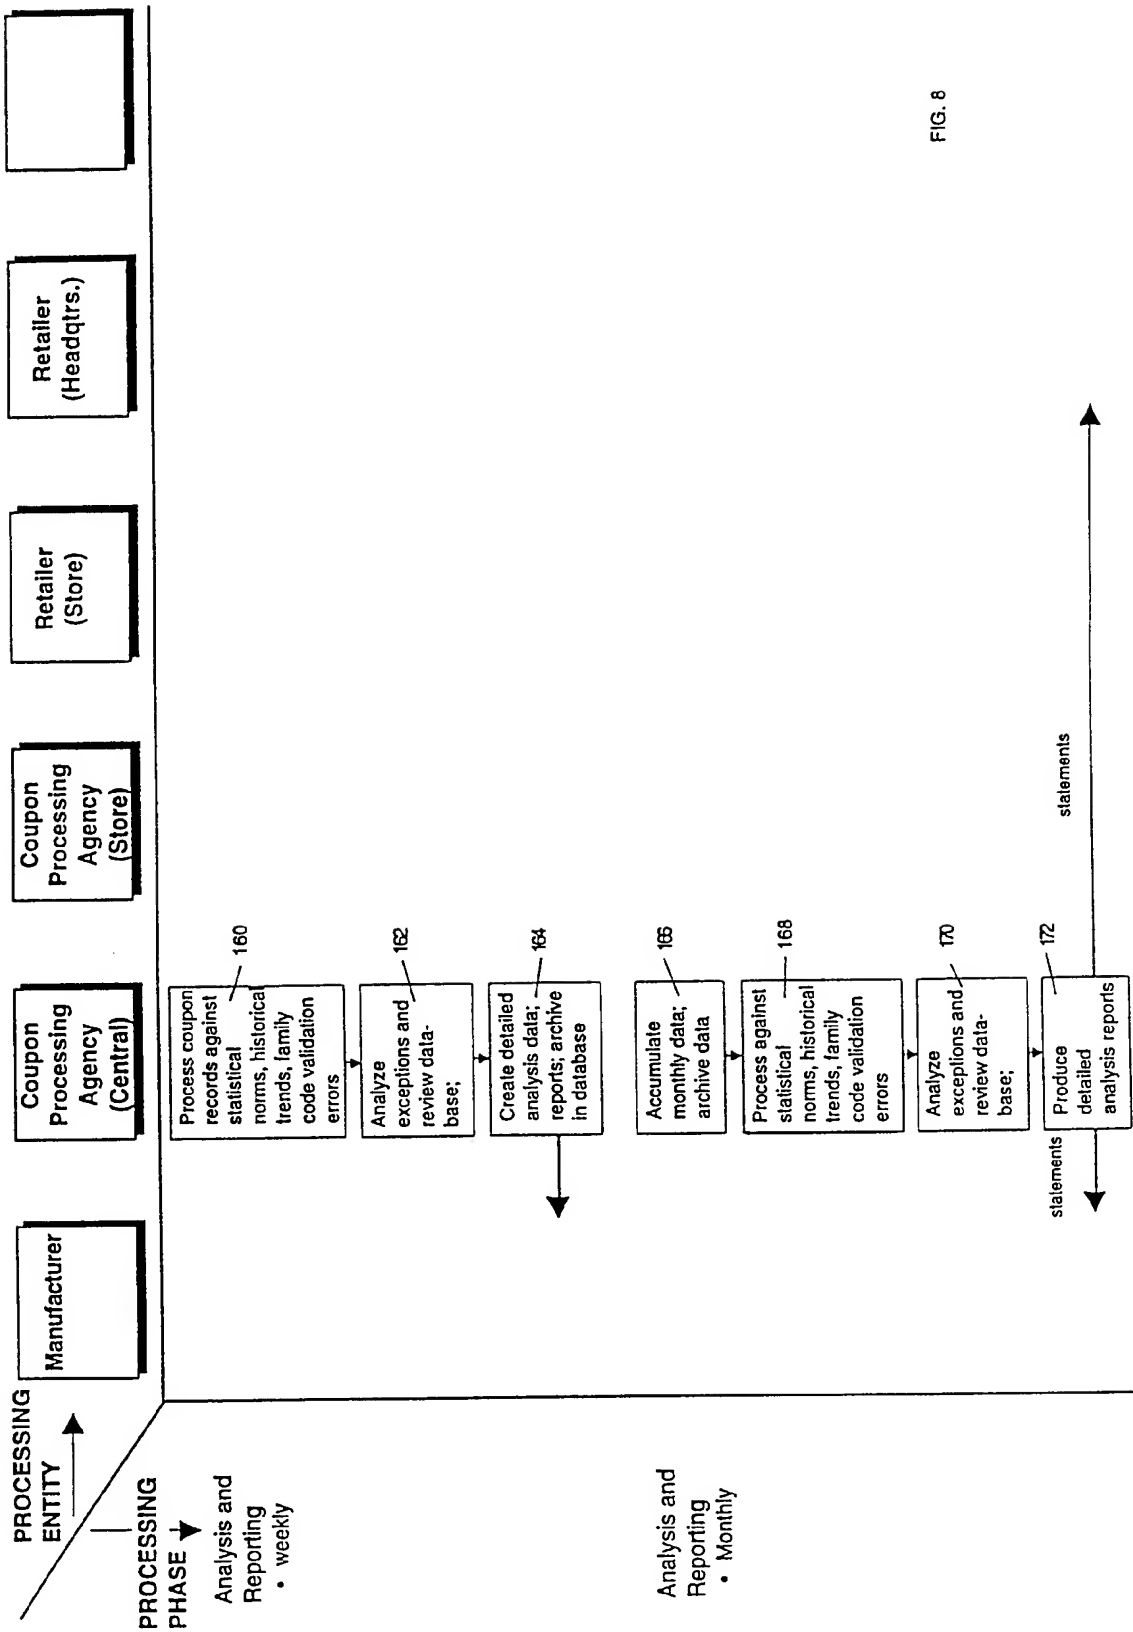 PROCESSING
ENTITY
PROCESSING
PHASE
Manufacturer
Coupon
Processing
Agency
(Central)
Coupon
Processing
Agency
(Store)
Retailer
(Store)
Retailer
(Headqtrs.)
Analysis and
Reporting
• weekly
Process coupon
records against
statistical
norms, historical
trends, family
code validation
errors
160
Analyze
exceptions and
review data-
base;
162
Create detailed
analysis data;
reports; archive
in database
164
Analysis and
Reporting
• Monthly
Accumulate
monthly data;
archive data
166
Process against
statistical
norms, historical
trends, family
code validation
errors
168
Analyze
exceptions and
review data-
base;
170
Produce
detailed
analysis reports
172
statements
statements
FIG. 8